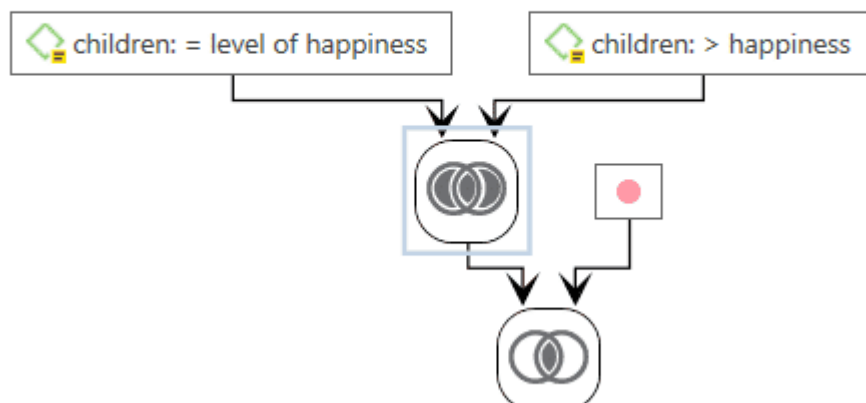 children: = level of happiness
children: > happiness